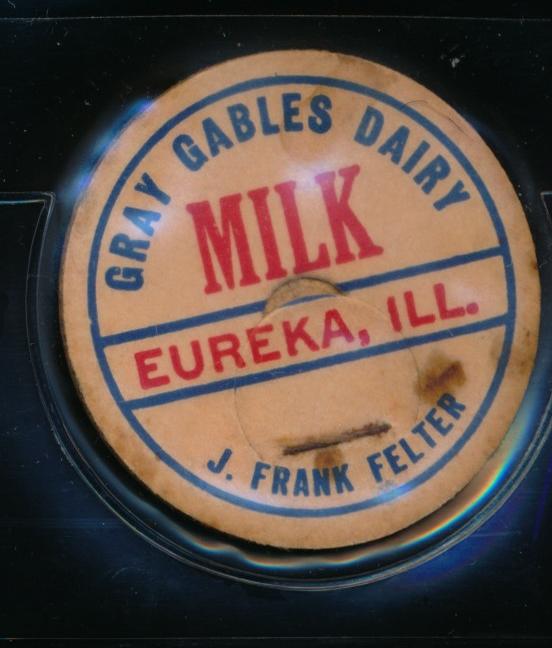 GRAY GABLES DAIRY
MILK
EUREKA, ILL.
J. FRANK FELTER